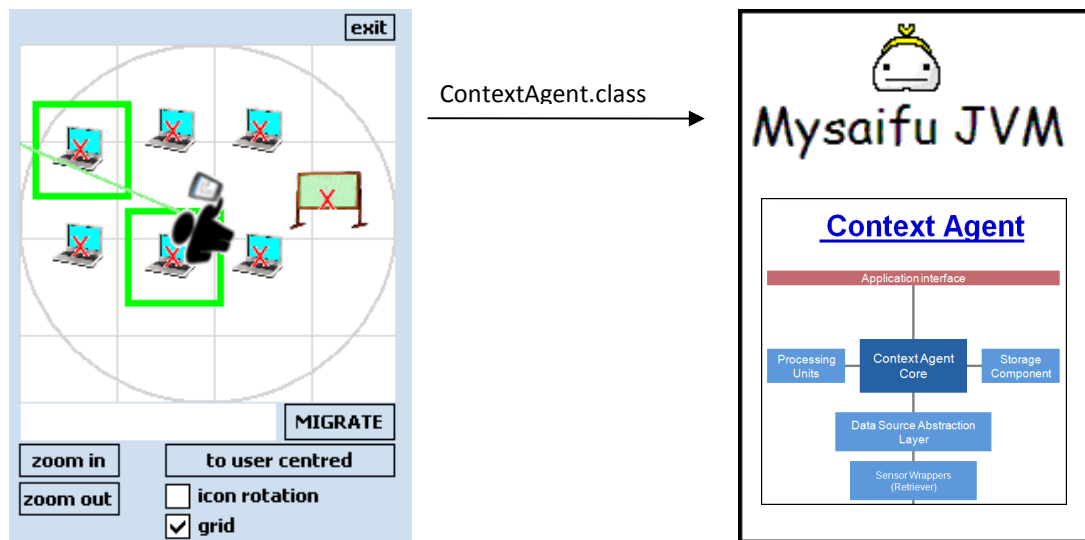 exit
MIGRATE
zoom in
to user centred
zoom out
icon rotation
grid
ContextAgent.class
Mysaifu JVM
Context Agent
Application interface
Processing
Units
Context Agent
Core
Storage
Component
Data Source Abstraction
Layer
Sensor Wrappers
(Retriever)